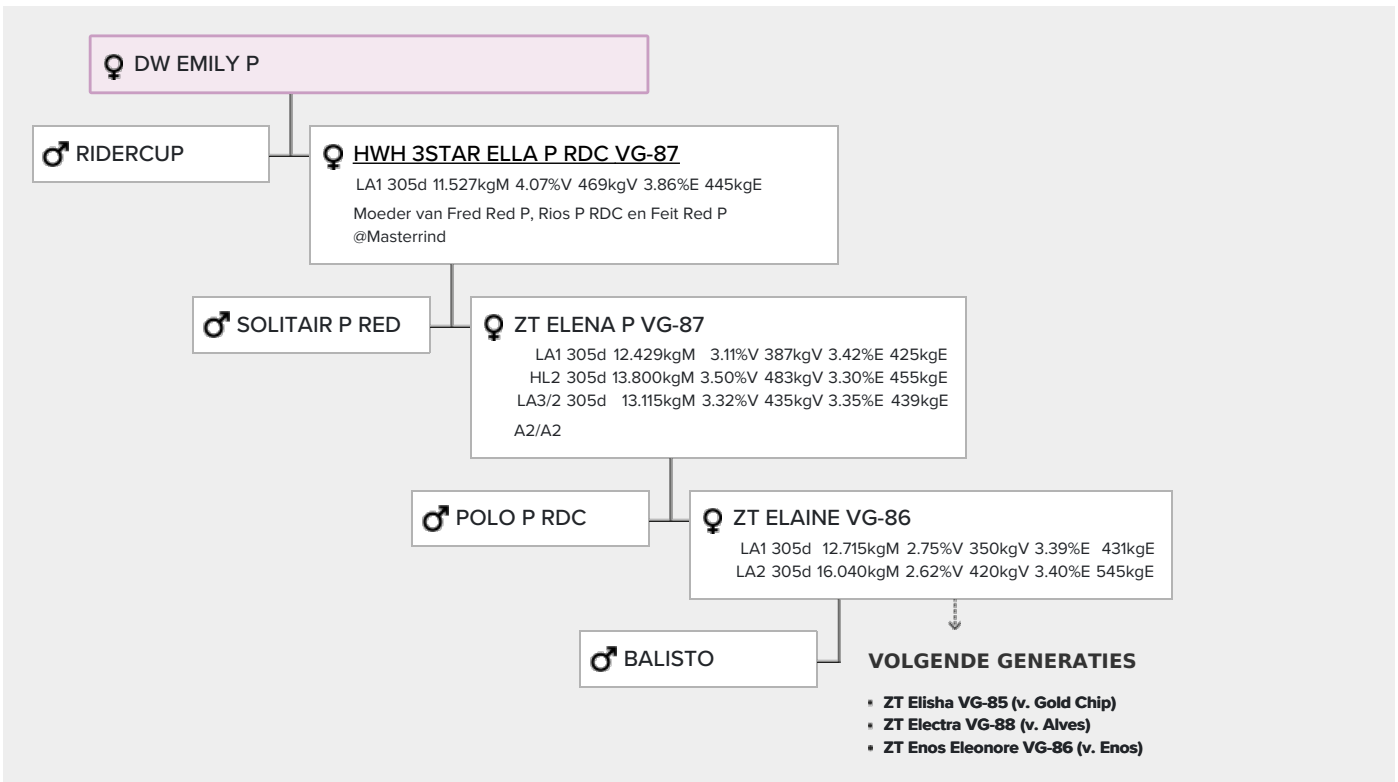 DW EMILY P
RIDERCUP
HWH 3STAR ELLA P RDC VG-87
LA1 305d 11.527kgM 4.07%V 469kgV 3.86%E 445kgE
Moeder van Fred Red P, Rios P RDC en Feit Red P
@Masterrind
SOLITAIR P RED
ZT ELENA P VG-87
LA1 305d 12.429kgM 3.11%V 387kgV 3.42%E 425kgE
HL2 305d 13.800kgM 3.50%V 483kgV 3.30%E 455kgE
LA3/2 305d 13.115kgM 3.32%V 435kgV 3.35%E 439kgE
A2/A2
POLO P RDC
ZT ELAINE VG-86
LA1 305d 12.715kgM 2.75%V 350kgV 3.39%E 431kgE
LA2 305d 16.040kgM 2.62%V 420kgV 3.40%E 545kgE
BALISTO
VOLGENDE GENERATIES
ZT Elisha VG-85 (v. Gold Chip)
ZT Electra VG-88 (v. Alves)
ZT Enos Eleonore VG-86 (v. Enos)